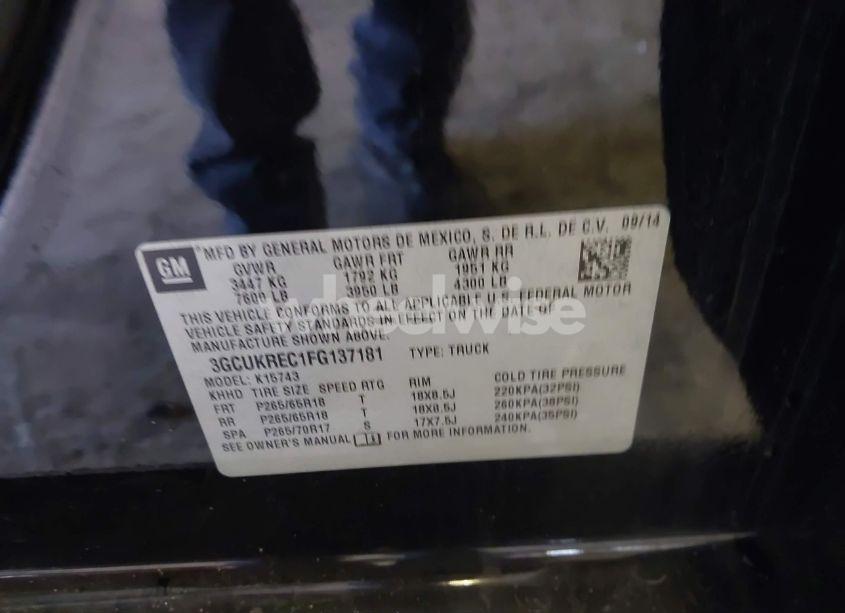 GM
MFD BY GENERAL MOTORS DE MEXICO, S. DE R.L. DE C.V. 09/14
GVWR GAWR FRT GAWR RR
3447 KG 1792 KG 1951 KG
7600 LB 3950 LB 4300 LB
THIS VEHICLE CONFORMS TO ALL APPLICABLE U.S. FEDERAL MOTOR
VEHICLE SAFETY STANDARDS IN EFFECT ON THE DATE OF
MANUFACTURE SHOWN ABOVE.
3GCUKREC1FG137181 TYPE: TRUCK
MODEL: K15743
KHHD TIRE SIZE SPEED RTG RIM COLD TIRE PRESSURE
FRT P265/65R18 T 18X8.5J 220KPA(32PSI)
RR P265/65R18 T 18X8.5J 260KPA(38PSI)
SPA P265/70R17 S 17X7.5J 240KPA(35PSI)
SEE OWNER'S MANUAL FOR MORE INFORMATION.
wheelwise